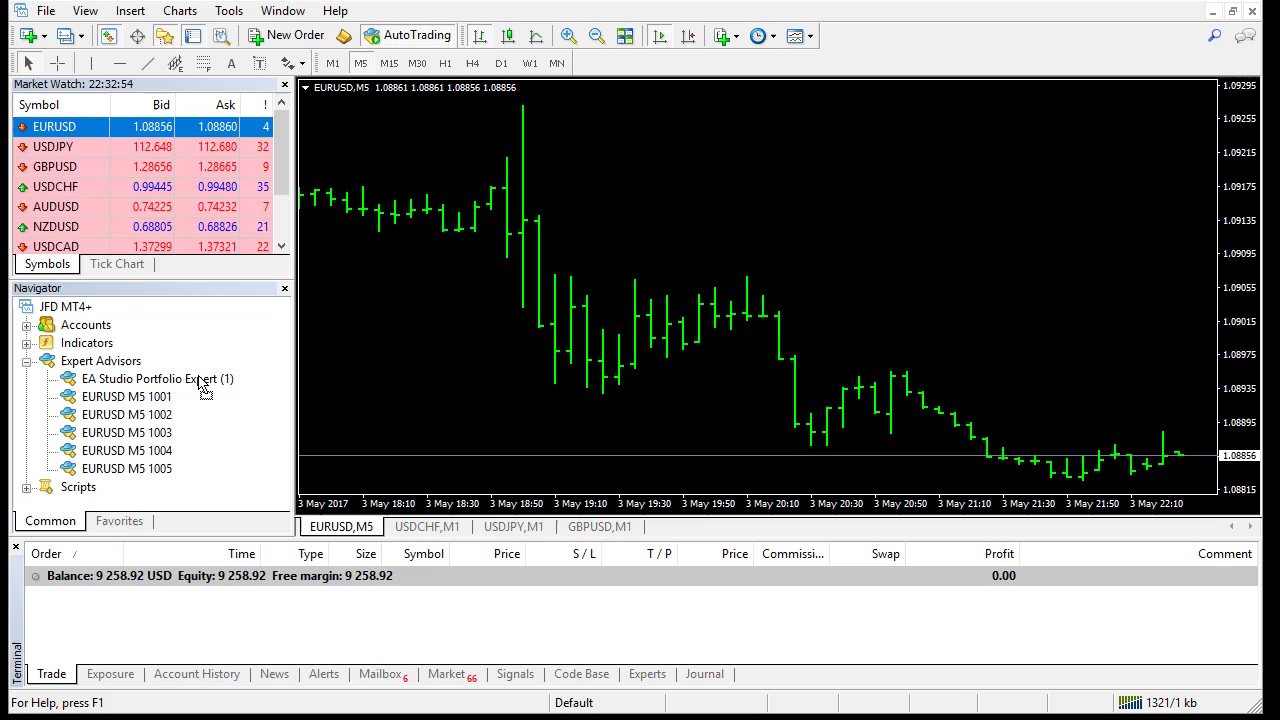 File View Insert Charts Tools Window Help
New Order AutoTrading
A T M1 M5 M15 M30 H1 H4 D1 W1 MN
Market Watch: 22:32:54
Symbol Bid Ask !
EURUSD 1.08856 1.08860 4
USDJPY 112.648 112.680 32
GBPUSD 1.28656 1.28665 9
USDCHF 0.99445 0.99480 35
AUDUSD 0.74225 0.74232 7
NZDUSD 0.68805 0.68826 21
USDCAD 1.37299 1.37321 22
Symbols Tick Chart
Navigator
JFD MT4+
Accounts
Indicators
Expert Advisors
EA Studio Portfolio Expert (1)
EURUSD M5 1001
EURUSD M5 1002
EURUSD M5 1003
EURUSD M5 1004
EURUSD M5 1005
Scripts
Common Favorites
EURUSD,M5 1.08861 1.08861 1.08856 1.08856
1.09295
1.09255
1.09215
1.09175
1.09135
1.09095
1.09055
1.09015
1.08975
1.08935
1.08895
1.08856
1.08815
3 May 2017 3 May 18:10 3 May 18:30 3 May 18:50 3 May 19:10 3 May 19:30 3 May 19:50 3 May 20:10 3 May 20:30 3 May 20:50 3 May 21:10 3 May 21:30 3 May 21:50 3 May 22:10
EURUSD,M5 USDCHF,M1 USDJPY,M1 GBPUSD,M1
Order / Time Type Size Symbol Price S / L T / P Price Commissi... Swap Profit Comment
Balance: 9 258.92 USD Equity: 9 258.92 Free margin: 9 258.92 0.00
Terminal
Trade Exposure Account History News Alerts Mailbox 6 Market 66 Signals Code Base Experts Journal
For Help, press F1 Default 1321/1 kb